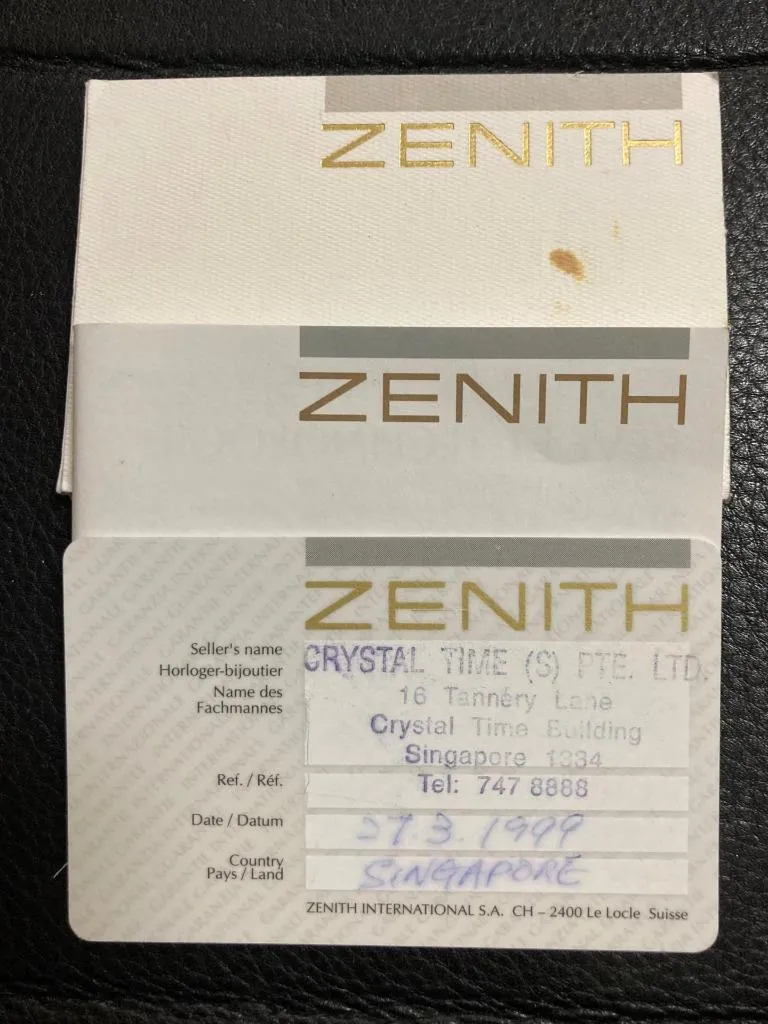 ZENITH
ZENITH
ZENITH
Seller's name
Horloger-bijoutier
Name des
Fachmannes
CRYSTAL TIME (S) PTE. LTD.
16 Tannery Lane
Crystal Time Building
Singapore 1334
Ref. / Réf.
Tel: 747 8888
Date / Datum
27.3.1999
Country
Pays / Land
SINGAPORE
ZENITH INTERNATIONAL S.A. CH – 2400 Le Locle Suisse